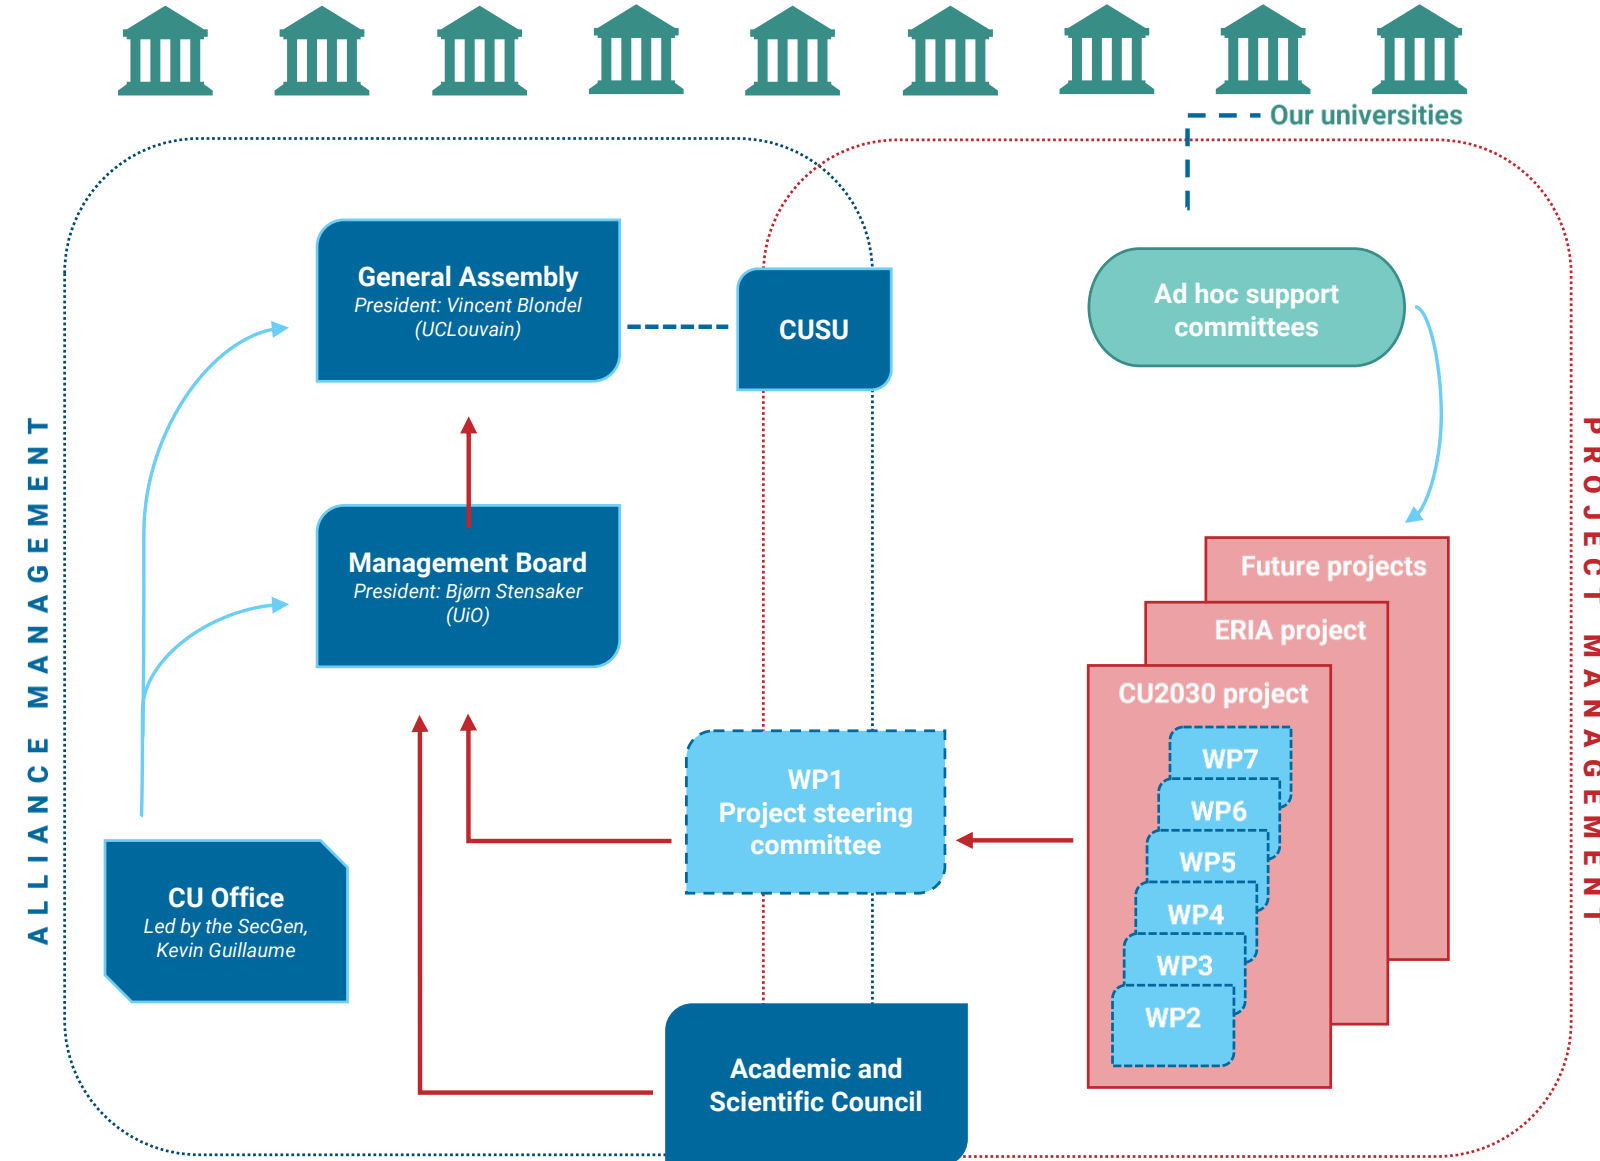 Our universities
ALLIANCE MANAGEMENT
General Assembly
President: Vincent Blondel
(UCLouvain)
CUSU
Ad hoc support
committees
PROJECT MANAGEMENT
Management Board
President: Bjørn Stensaker
(UiO)
Future projects
ERIA project
CU2030 project
WP7
WP6
WP5
WP4
WP3
WP2
WP1
Project steering
committee
CU Office
Led by the SecGen,
Kevin Guillaume
Academic and
Scientific Council